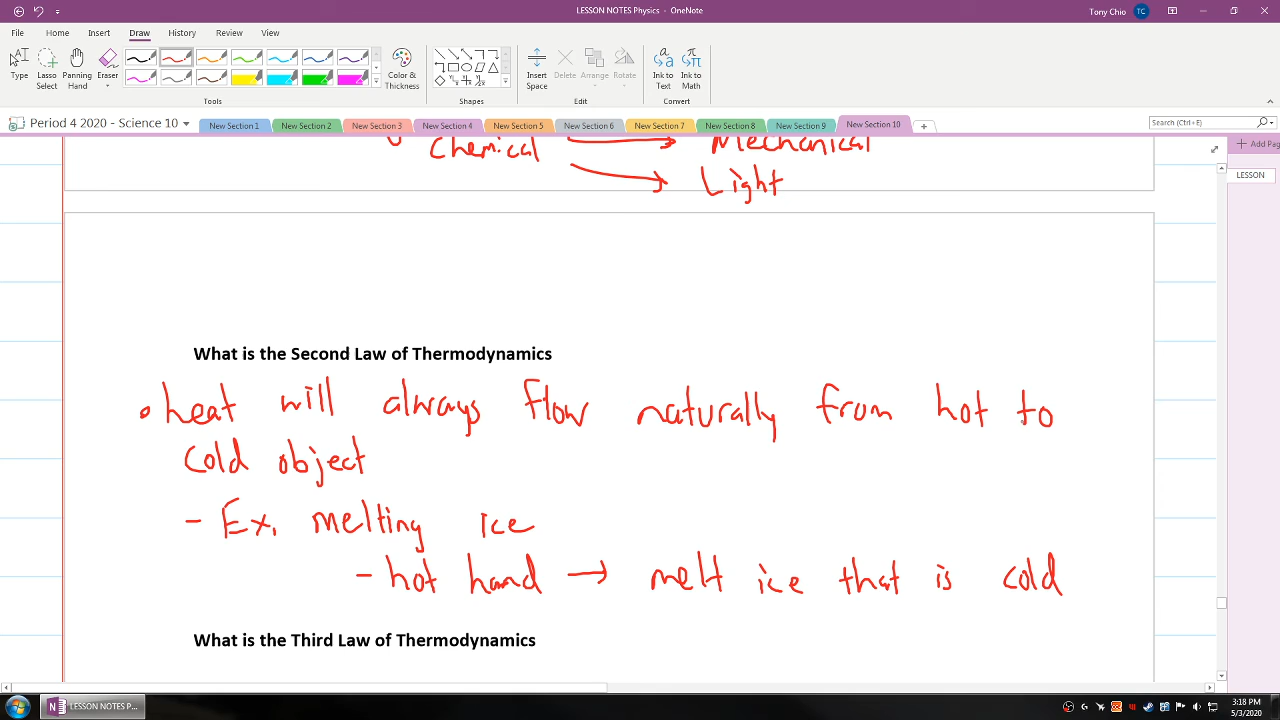 LESSON NOTES Physics - OneNote
Tony Chio TC
File Home Insert Draw History Review View
Type Lasso Select Panning Hand Eraser Color & Thickness Insert Space Delete Arrange Rotate Ink to Text Ink to Math
Tools Shapes Edit Convert
Period 4 2020 - Science 10 New Section 1 New Section 2 New Section 3 New Section 4 New Section 5 New Section 6 New Section 7 New Section 8 New Section 9 New Section 10 Search (Ctrl+E)
Add Pag
LESSON
Chemical → Mechanical
→ Light
What is the Second Law of Thermodynamics
• heat will always flow naturally from hot to
cold object
- Ex. melting ice
- hot hand → melt ice that is cold
What is the Third Law of Thermodynamics
LESSON NOTES P...
3:18 PM
5/3/2020